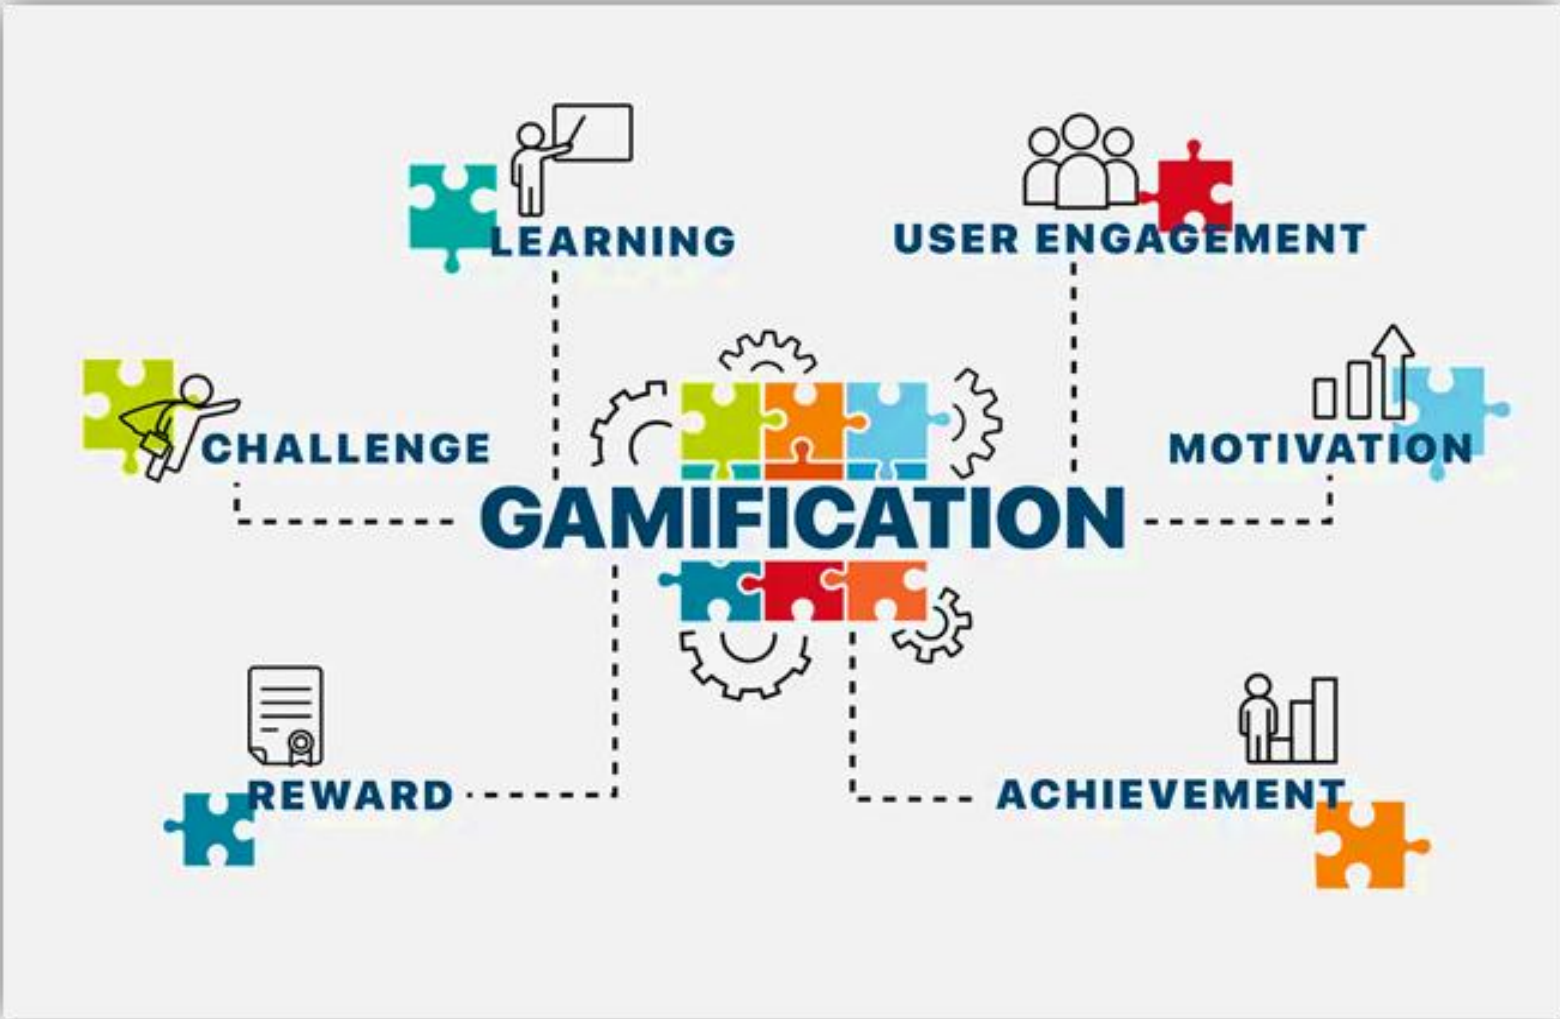 LEARNING
USER ENGAGEMENT
CHALLENGE
MOTIVATION
GAMIFICATION
REWARD
ACHIEVEMENT